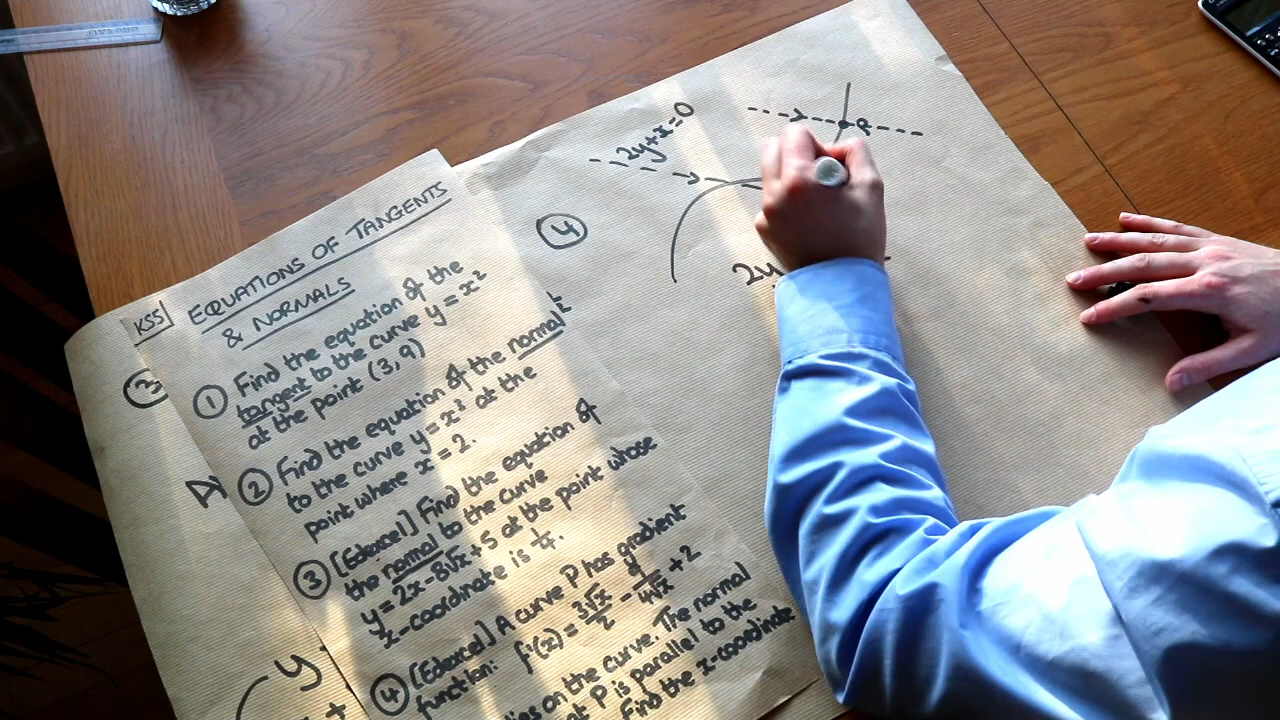 KS5
EQUATIONS OF TANGENTS
& NORMALS
① Find the equation of the
tangent to the curve y = x²
at the point (3, 9)
② Find the equation of the normal
to the curve y = x³ at the
point where x = 2.
③ [Edexcel] Find the equation of
the normal to the curve
y = 2x - 8√x + 5 at the point whose
x-coordinate is ¼.
④ [Edexcel] A curve P has gradient
function: f'(x) = 3√x/2 - /4√x + 2
lies on the curve. The normal
at P is parallel to the
Find the x-coordinate
③
A
y
④
2y+x=0
P
2y